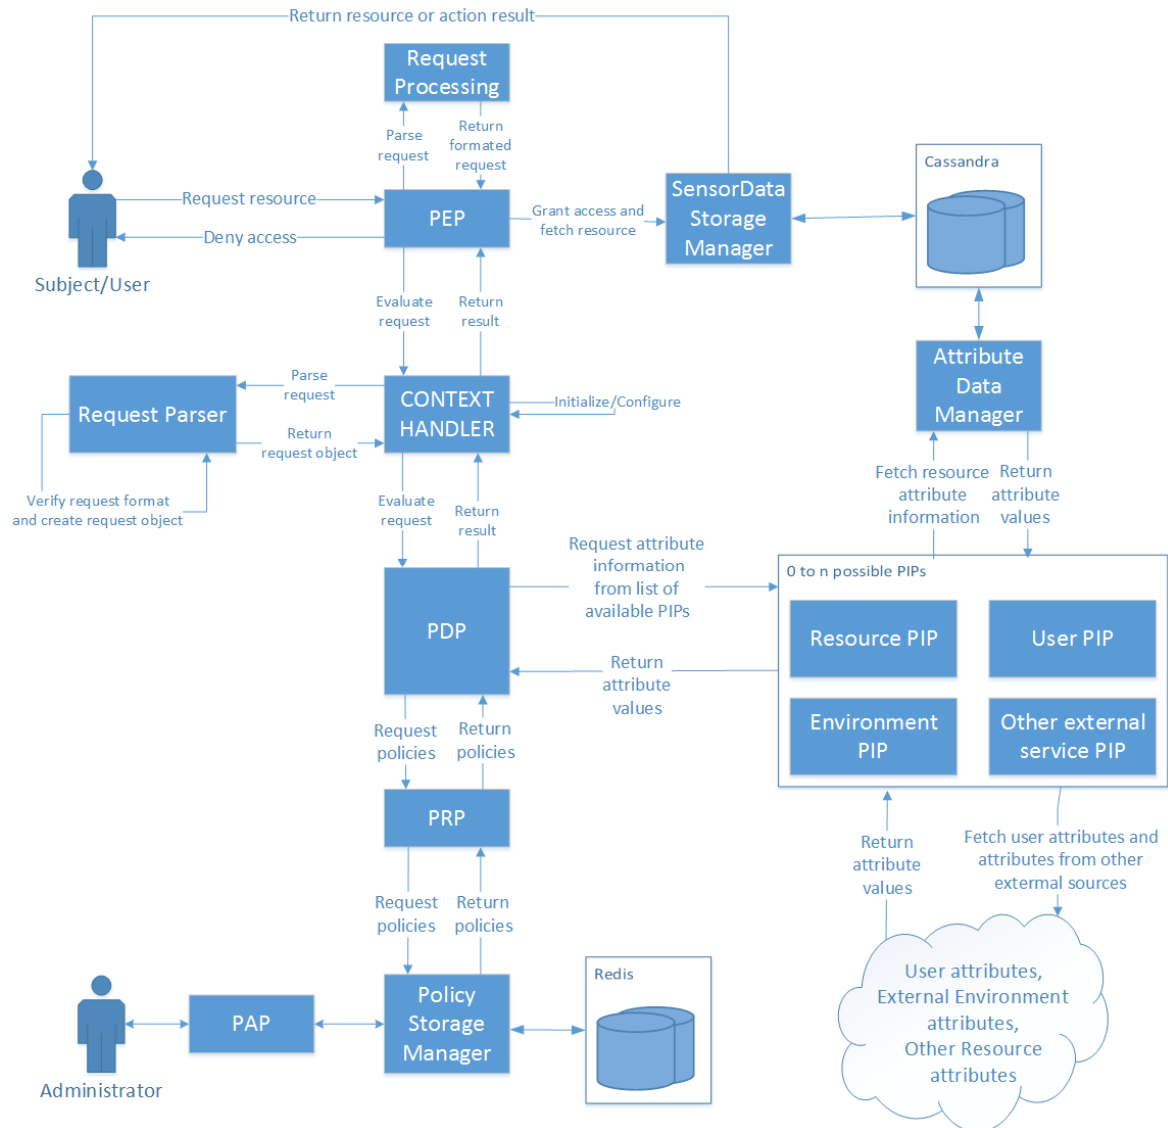 Return resource or action result
Request
Processing
Parse
request
Return
formated
request
Cassandra
SensorData
Storage
Manager
Request resource
PEP
Grant access and
fetch resource
Deny access
Subject/User
Evaluate
request
Return
result
Attribute
Data
Manager
Parse
request
Request Parser
CONTEXT
HANDLER
Initialize/Configure
Return
request object
Verify request format
and create request object
Evaluate
request
Return
result
Fetch resource
attribute
information
Return
attribute
values
Request attribute
information
from list of
available PIPs
0 to n possible PIPs
PDP
Resource PIP
User PIP
Return
attribute
values
Environment
PIP
Other external
service PIP
Request
policies
Return
policies
PRP
Return
attribute
values
Fetch user attributes and
attributes from other
extermal sources
Request
policies
Return
policies
Redis
User attributes,
External Environment
attributes,
Other Resource
attributes
PAP
Policy
Storage
Manager
Administrator